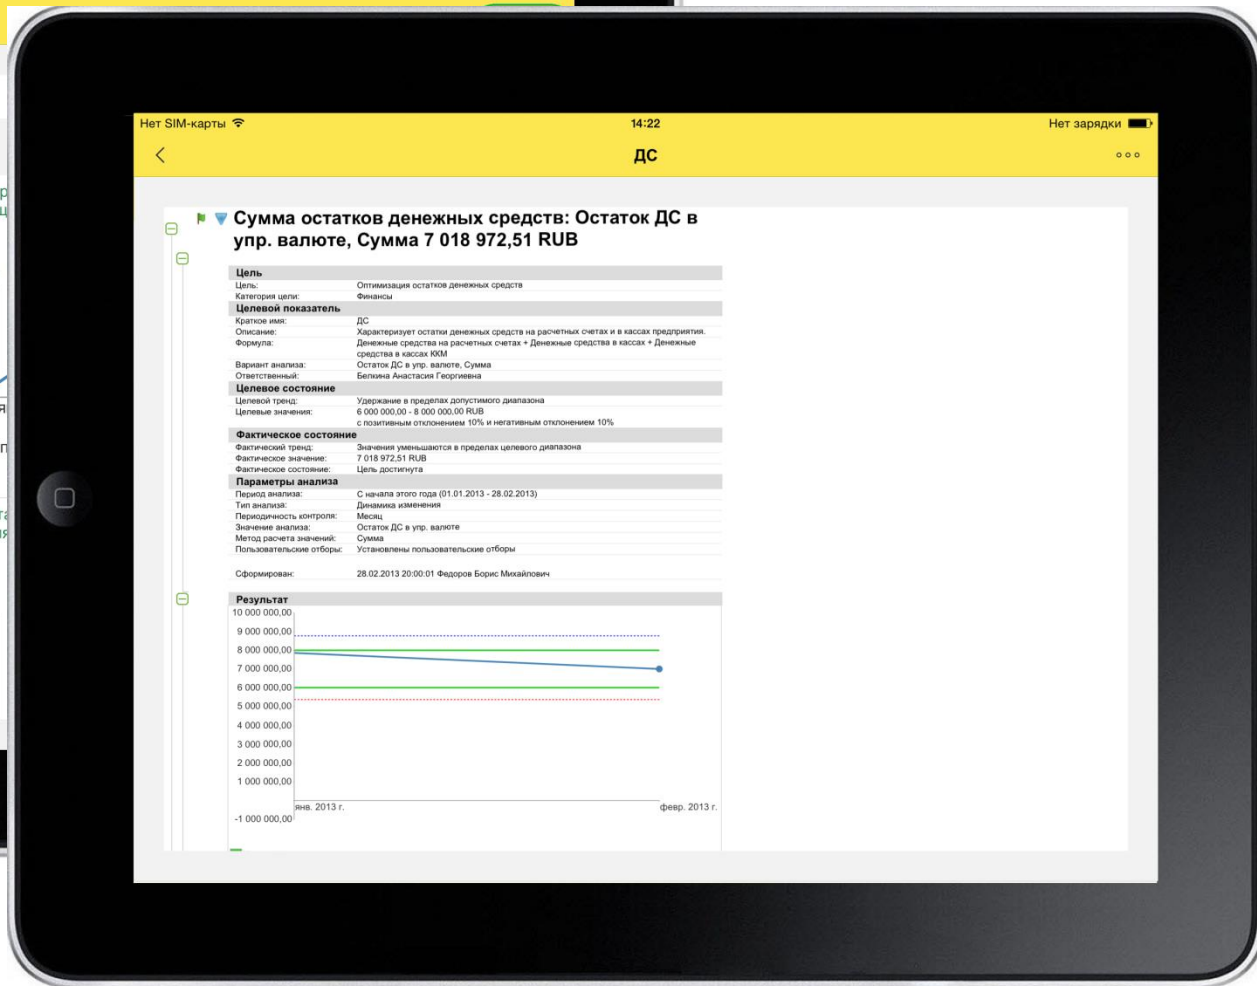 Нет SIM-карты 14:22 Нет зарядки
ДС
Сумма остатков денежных средств: Остаток ДС в
упр. валюте, Сумма 7 018 972,51 RUB
Цель
Цель: Оптимизация остатков денежных средств
Категория цели: Финансы
Целевой показатель
Краткое имя: ДС
Описание: Характеризует остатки денежных средств на расчетных счетах и в кассах предприятия.
Формула: Денежные средства на расчетных счетах + Денежные средства в кассах + Денежные
средства в кассах ККМ
Вариант анализа: Остаток ДС в упр. валюте, Сумма
Ответственный: Белкина Анастасия Георгиевна
Целевое состояние
Целевой тренд: Удержание в пределах допустимого диапазона
Целевые значения: 6 000 000,00 - 8 000 000,00 RUB
с позитивным отклонением 10% и негативным отклонением 10%
Фактическое состояние
Фактический тренд: Значения уменьшаются в пределах целевого диапазона
Фактическое значение: 7 018 972,51 RUB
Фактическое состояние: Цель достигнута
Параметры анализа
Период анализа: С начала этого года (01.01.2013 - 28.02.2013)
Тип анализа: Динамика изменения
Периодичность контроля: Месяц
Значение анализа: Остаток ДС в упр. валюте
Метод расчета значений: Сумма
Пользовательские отборы: Установлены пользовательские отборы
Сформирован: 28.02.2013 20:00:01 Федоров Борис Михайлович
Результат
10 000 000,00
9 000 000,00
8 000 000,00
7 000 000,00
6 000 000,00
5 000 000,00
4 000 000,00
3 000 000,00
2 000 000,00
1 000 000,00
янв. 2013 г. февр. 2013 г.
-1 000 000,00